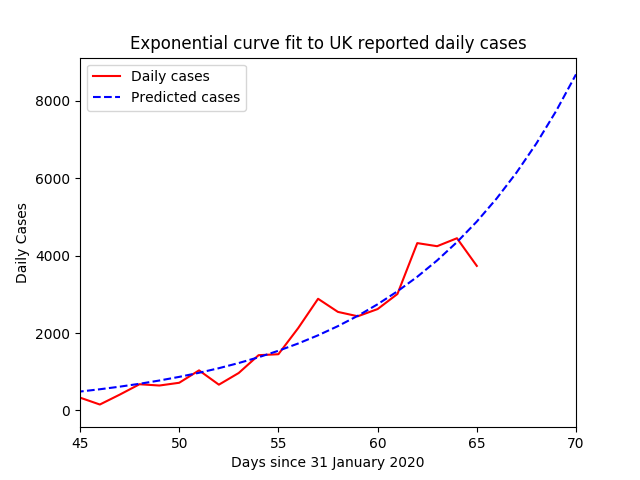 Exponential curve fit to UK reported daily cases
Daily cases
Predicted cases
8000
6000
4000
2000
0
Daily Cases
45 50 55 60 65 70
Days since 31 January 2020